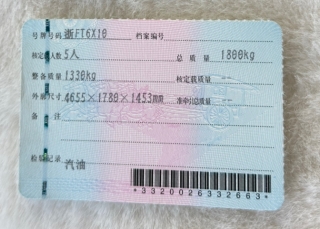 号牌号码 浙FT6X10 档案编号
核定载人数 5人 总质量 1800kg
整备质量 1330kg 核定载质量 --
外廓尺寸 4655×1780×1453mm 准牵引总质量 --
备注
检验记录 汽油
*3320026332663*